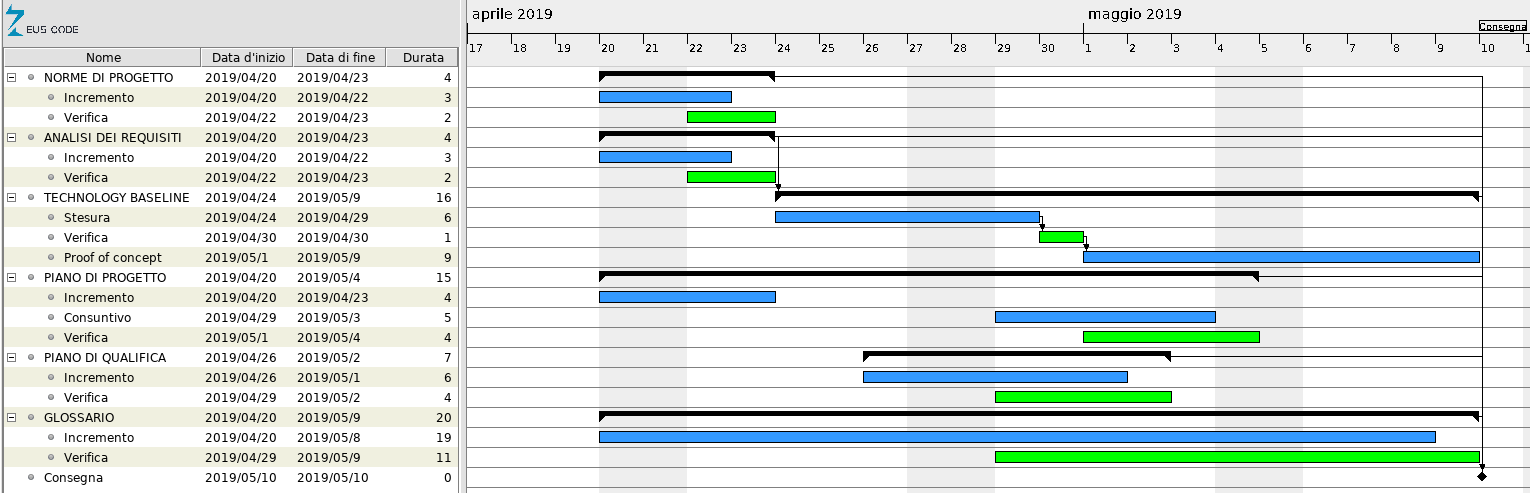 EUS CODE
aprile 2019 maggio 2019
Consegna
17 18 19 20 21 22 23 24 25 26 27 28 29 30 1 2 3 4 5 6 7 8 9 10 1
Nome Data d'inizio Data di fine Durata
NORME DI PROGETTO 2019/04/20 2019/04/23 4
Incremento 2019/04/20 2019/04/22 3
Verifica 2019/04/22 2019/04/23 2
ANALISI DEI REQUISITI 2019/04/20 2019/04/23 4
Incremento 2019/04/20 2019/04/22 3
Verifica 2019/04/22 2019/04/23 2
TECHNOLOGY BASELINE 2019/04/24 2019/05/9 16
Stesura 2019/04/24 2019/04/29 6
Verifica 2019/04/30 2019/04/30 1
Proof of concept 2019/05/1 2019/05/9 9
PIANO DI PROGETTO 2019/04/20 2019/05/4 15
Incremento 2019/04/20 2019/04/23 4
Consuntivo 2019/04/29 2019/05/3 5
Verifica 2019/05/1 2019/05/4 4
PIANO DI QUALIFICA 2019/04/26 2019/05/2 7
Incremento 2019/04/26 2019/05/1 6
Verifica 2019/04/29 2019/05/2 4
GLOSSARIO 2019/04/20 2019/05/9 20
Incremento 2019/04/20 2019/05/8 19
Verifica 2019/04/29 2019/05/9 11
Consegna 2019/05/10 2019/05/10 0